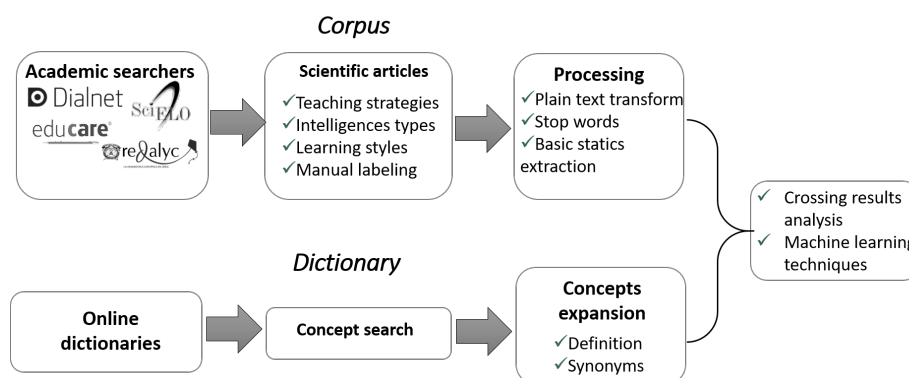 Corpus
Academic searchers
Dialnet
SciELO
educare
redalyc
Scientific articles
✓Teaching strategies
✓Intelligences types
✓Learning styles
✓Manual labeling
Processing
✓Plain text transform
✓Stop words
✓Basic statics
extraction
✓ Crossing results
analysis
✓ Machine learning
techniques
Dictionary
Online
dictionaries
Concept search
Concepts
expansion
✓Definition
✓Synonyms